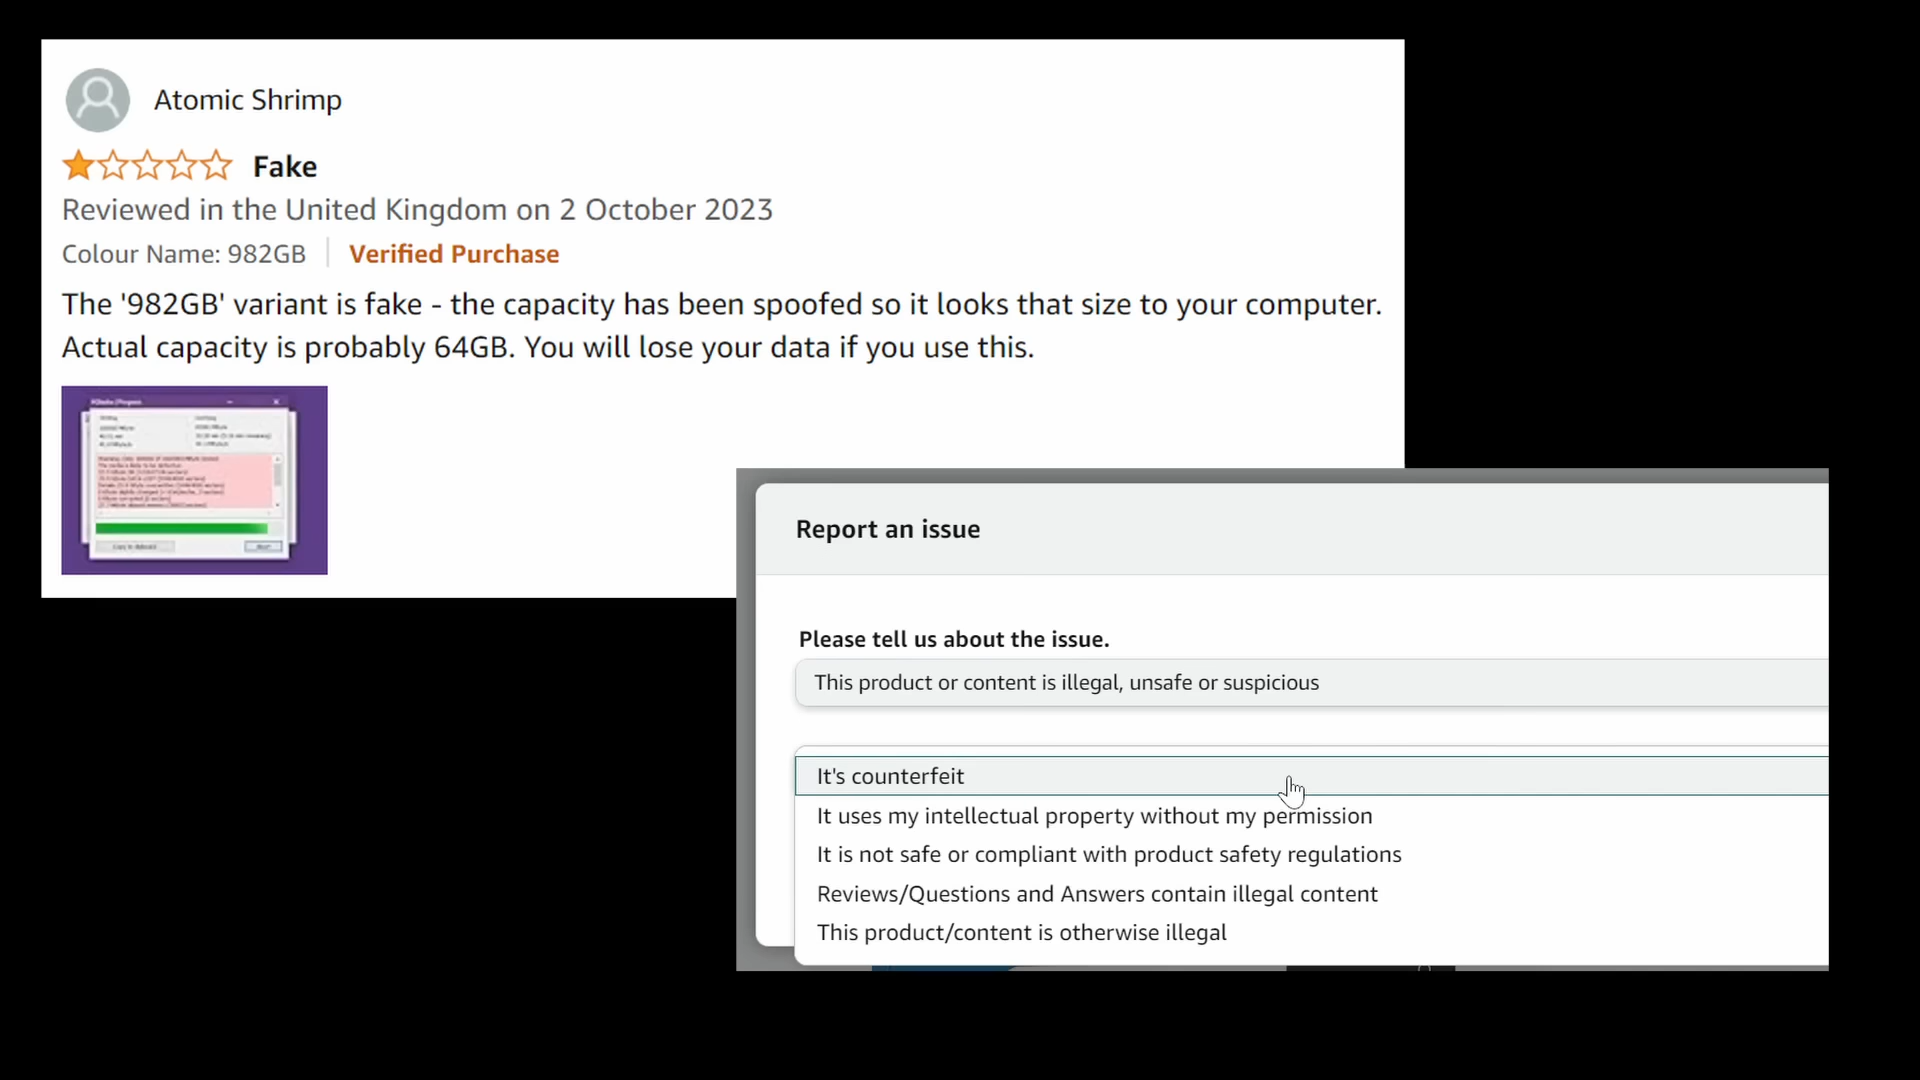 Atomic Shrimp
Fake
Reviewed in the United Kingdom on 2 October 2023
Colour Name: 982GB
Verified Purchase
The '982GB' variant is fake - the capacity has been spoofed so it looks that size to your computer.
Actual capacity is probably 64GB. You will lose your data if you use this.
Report an issue
Please tell us about the issue.
This product or content is illegal, unsafe or suspicious
It's counterfeit
It uses my intellectual property without my permission
It is not safe or compliant with product safety regulations
Reviews/Questions and Answers contain illegal content
This product/content is otherwise illegal